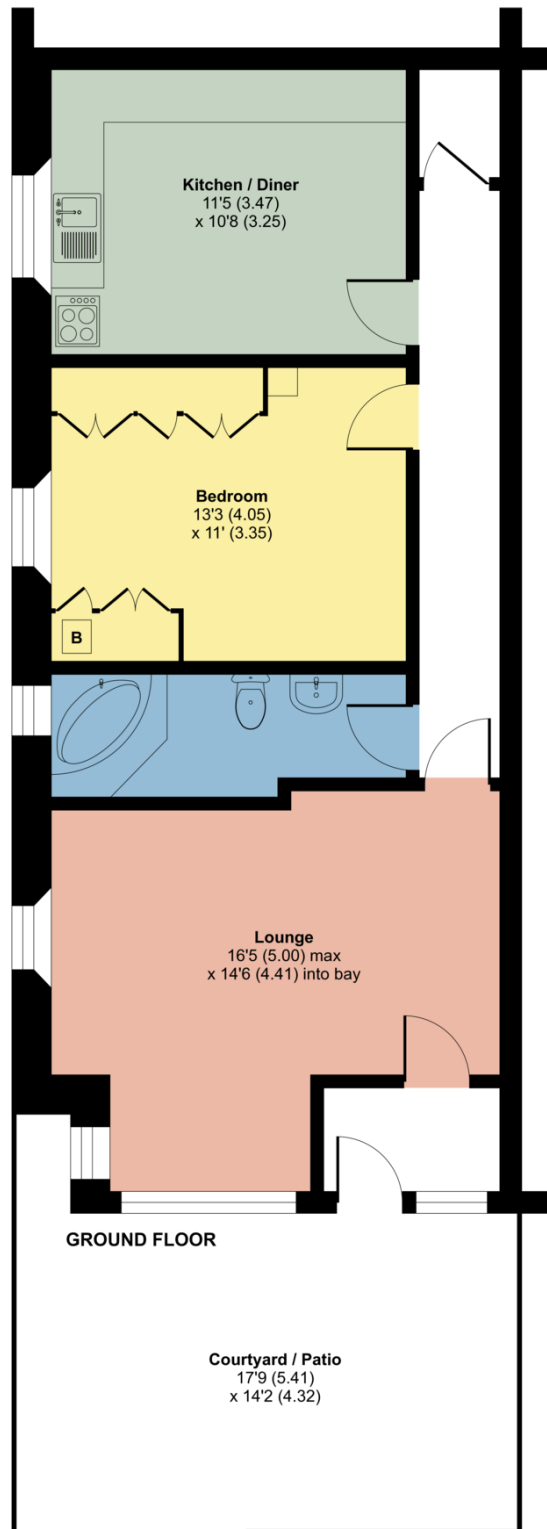 Kitchen / Diner
11'5 (3.47)
x 10'8 (3.25)
Bedroom
13'3 (4.05)
x 11' (3.35)
B
Lounge
16'5 (5.00) max
x 14'6 (4.41) into bay
GROUND FLOOR
Courtyard / Patio
17'9 (5.41)
x 14'2 (4.32)